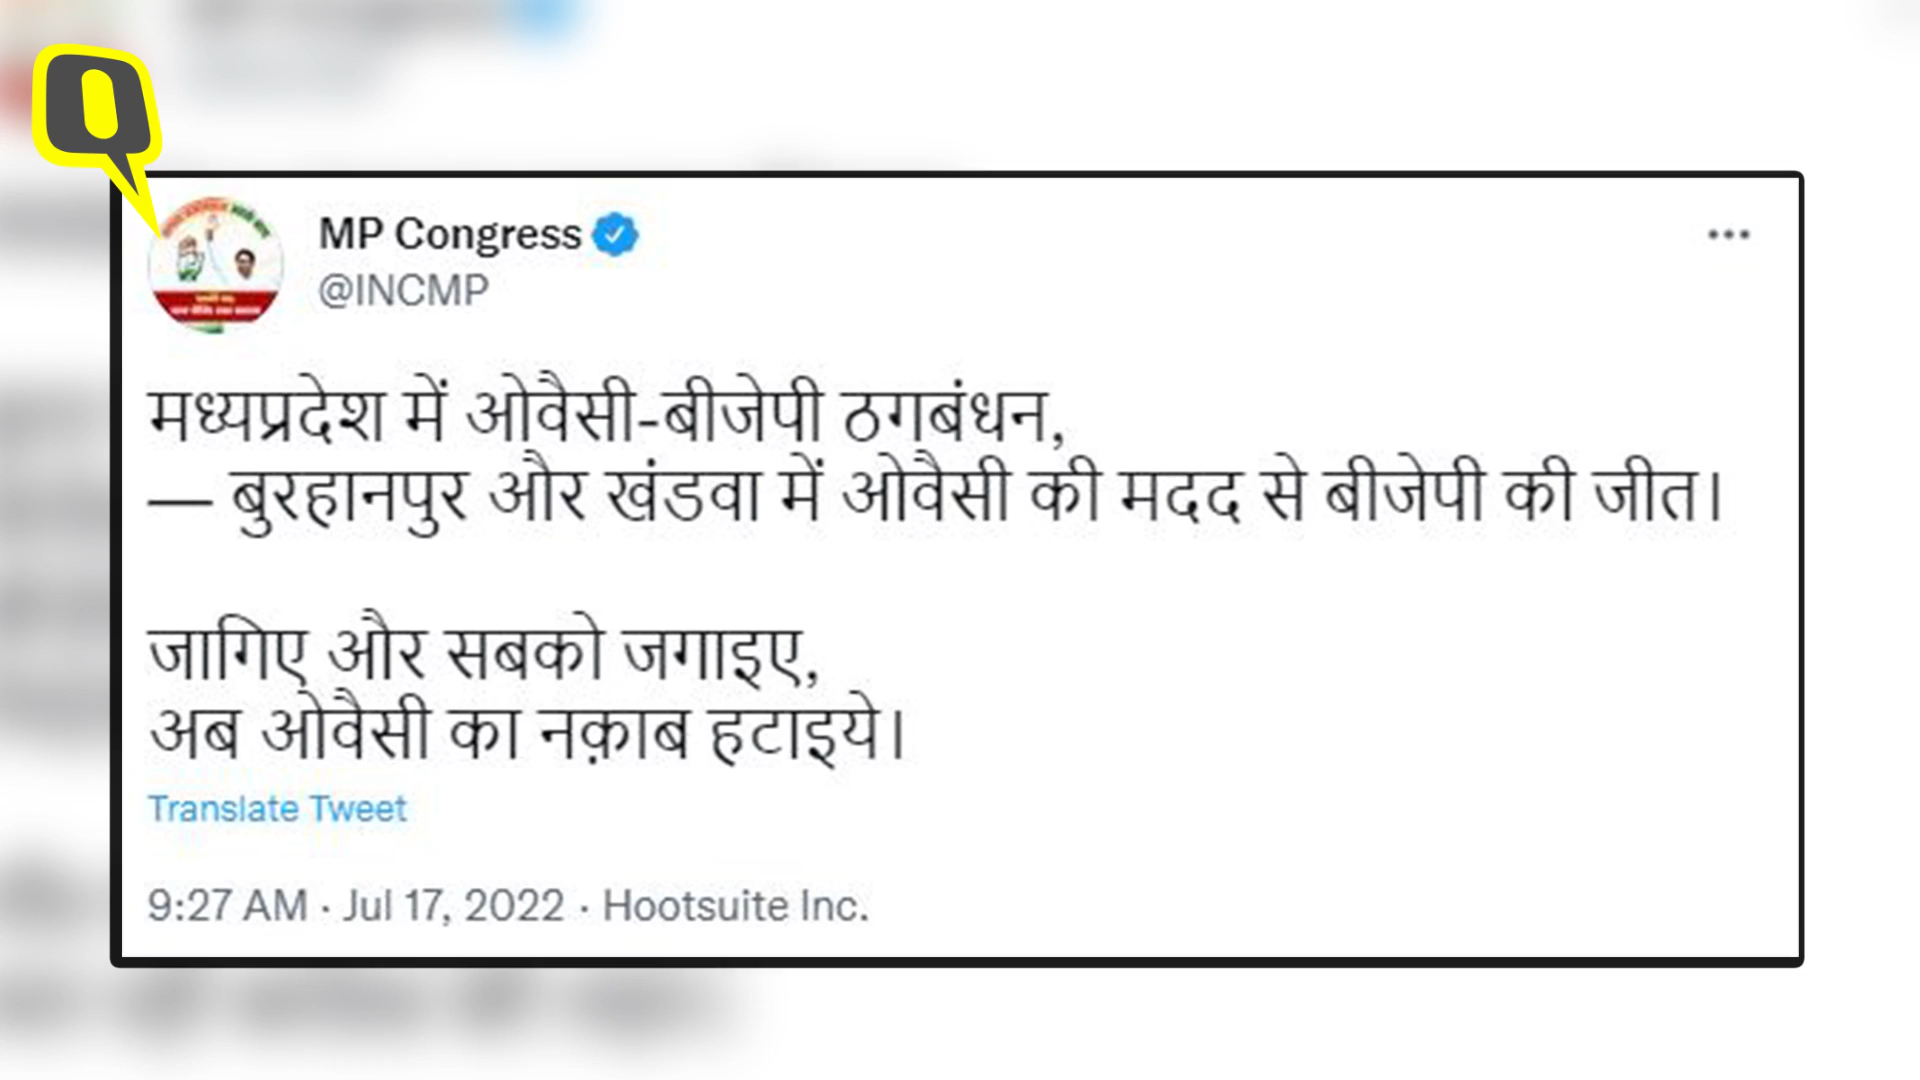 MP Congress
@INCMP
मध्यप्रदेश में ओवैसी-बीजेपी ठगबंधन,
— बुरहानपुर और खंडवा में ओवैसी की मदद से बीजेपी की जीत।
जागिए और सबको जगाइए,
अब ओवैसी का नक़ाब हटाइये।
Translate Tweet
9:27 AM · Jul 17, 2022 · Hootsuite Inc.